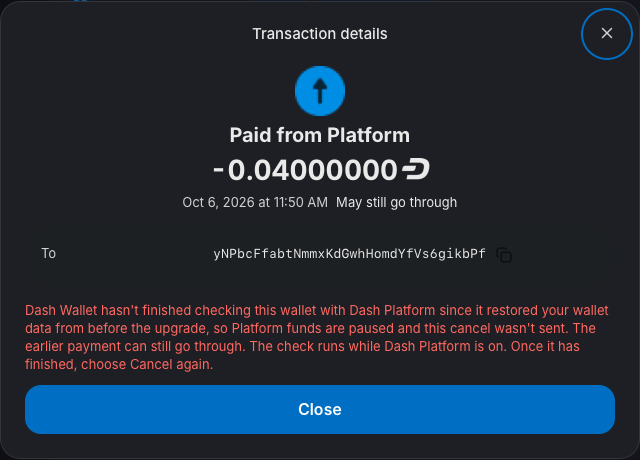 Transaction details
Paid from Platform
-0.04000000
Oct 6, 2026 at 11:50 AM May still go through
To yNPbcFfabtNmmxKdGwhHomdYfVs6gikbPf
Dash Wallet hasn't finished checking this wallet with Dash Platform since it restored your wallet
data from before the upgrade, so Platform funds are paused and this cancel wasn't sent. The
earlier payment can still go through. The check runs while Dash Platform is on. Once it has
finished, choose Cancel again.
Close